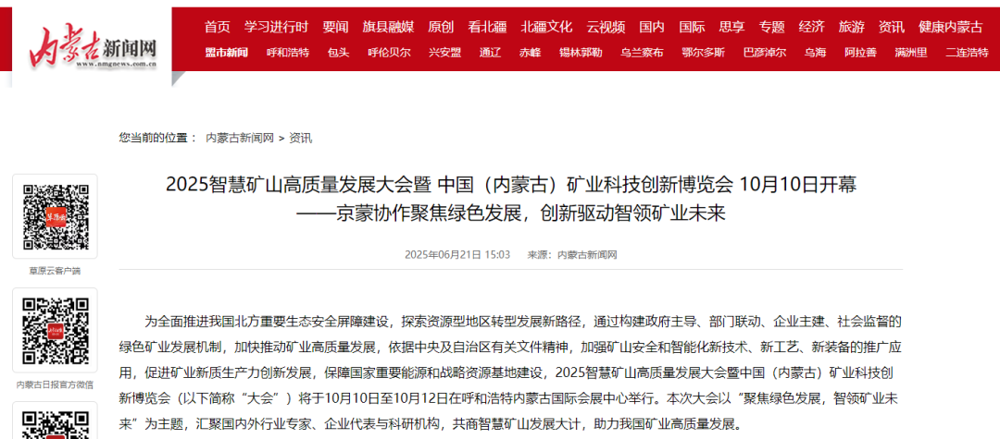 内蒙古新闻网
www.nmgnews.com.cn
首页 学习进行时 要闻 旗县融媒 原创 看北疆 北疆文化 云视频 国内 国际 思享 专题 经济 旅游 资讯 健康内蒙古
盟市新闻 呼和浩特 包头 呼伦贝尔 兴安盟 通辽 赤峰 锡林郭勒 乌兰察布 鄂尔多斯 巴彦淖尔 乌海 阿拉善 满洲里 二连浩特
您当前的位置： 内蒙古新闻网 > 资讯
2025智慧矿山高质量发展大会暨 中国（内蒙古）矿业科技创新博览会 10月10日开幕
——京蒙协作聚焦绿色发展，创新驱动智领矿业未来
2025年06月21日 15:03 来源：内蒙古新闻网
草原云客户端
内蒙古日报官方微信
为全面推进我国北方重要生态安全屏障建设，探索资源型地区转型发展新路径，通过构建政府主导、部门联动、企业主建、社会监督的
绿色矿业发展机制，加快推动矿业高质量发展，依据中央及自治区有关文件精神，加强矿山安全和智能化新技术、新工艺、新装备的推广应
用，促进矿业新质生产力创新发展，保障国家重要能源和战略资源基地建设，2025智慧矿山高质量发展大会暨中国（内蒙古）矿业科技创
新博览会（以下简称“大会”）将于10月10日至10月12日在呼和浩特内蒙古国际会展中心举行。本次大会以“聚焦绿色发展，智领矿业未
来”为主题，汇聚国内外行业专家、企业代表与科研机构，共商智慧矿山发展大计，助力我国矿业高质量发展。